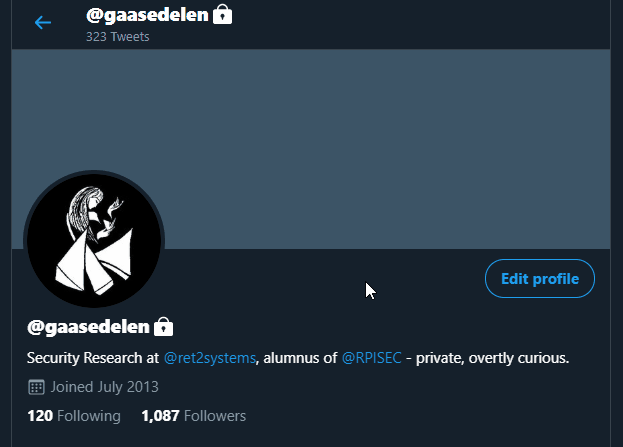 @gaasedelen
323 Tweets
Edit profile
@gaasedelen
Security Research at @ret2systems, alumnus of @RPISEC - private, overtly curious.
Joined July 2013
120 Following 1,087 Followers